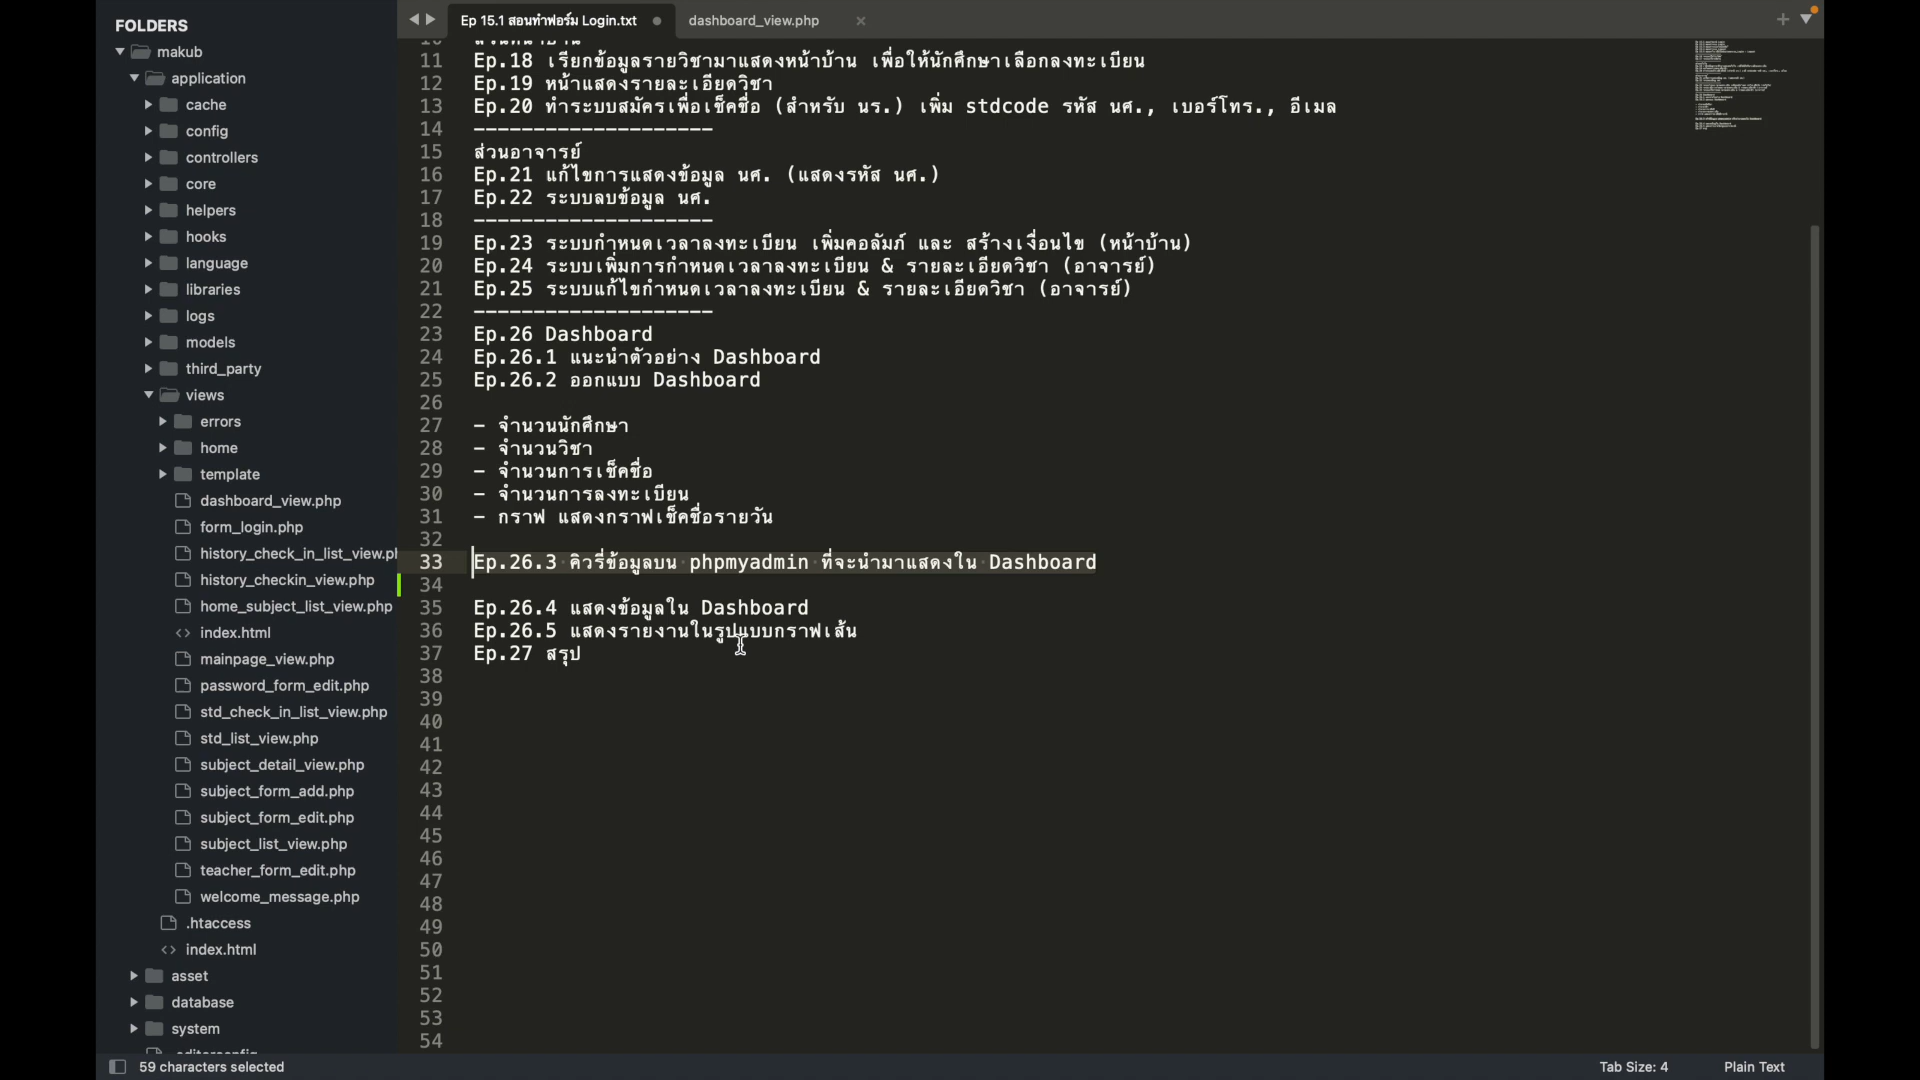 FOLDERS
makub
application
cache
config
controllers
core
helpers
hooks
language
libraries
logs
models
third_party
views
errors
home
template
dashboard_view.php
form_login.php
history_check_in_list_view.pl
history_checkin_view.php
home_subject_list_view.php
<> index.html
mainpage_view.php
password_form_edit.php
std_check_in_list_view.php
std_list_view.php
subject_detail_view.php
subject_form_add.php
subject_form_edit.php
subject_list_view.php
teacher_form_edit.php
welcome_message.php
.htaccess
<> index.html
asset
database
system
Ep 15.1 สอนทำฟอร์ม Login.txt
dashboard_view.php
11 Ep.18 เรียกข้อมูลรายวิชามาแสดงหน้าบ้าน เพื่อให้นักศึกษาเลือกลงทะเบียน
12 Ep.19 หน้าแสดงรายละเอียดวิชา
13 Ep.20 ทำระบบสมัครเพื่อเช็คชื่อ (สำหรับ นร.) เพิ่ม stdcode รหัส นศ., เบอร์โทร., อีเมล
14 --------------------
15 ส่วนอาจารย์
16 Ep.21 แก้ไขการแสดงข้อมูล นศ. (แสดงรหัส นศ.)
17 Ep.22 ระบบลบข้อมูล นศ.
18 --------------------
19 Ep.23 ระบบกำหนดเวลาลงทะเบียน เพิ่มคอลัมภ์ และ สร้างเงื่อนไข (หน้าบ้าน)
20 Ep.24 ระบบเพิ่มการกำหนดเวลาลงทะเบียน & รายละเอียดวิชา (อาจารย์)
21 Ep.25 ระบบแก้ไขกำหนดเวลาลงทะเบียน & รายละเอียดวิชา (อาจารย์)
22 --------------------
23 Ep.26 Dashboard
24 Ep.26.1 แนะนำตัวอย่าง Dashboard
25 Ep.26.2 ออกแบบ Dashboard
26
27 - จำนวนนักศึกษา
28 - จำนวนวิชา
29 - จำนวนการเช็คชื่อ
30 - จำนวนการลงทะเบียน
31 - กราฟ แสดงกราฟเช็คชื่อรายวัน
32
33 Ep.26.3 คิวรี่ข้อมูลบน phpmyadmin ที่จะนำมาแสดงใน Dashboard
34
35 Ep.26.4 แสดงข้อมูลใน Dashboard
36 Ep.26.5 แสดงรายงานในรูปแบบกราฟเส้น
37 Ep.27 สรุป
38
39
40
41
42
43
44
45
46
47
48
49
50
51
52
53
54
59 characters selected
Tab Size: 4
Plain Text